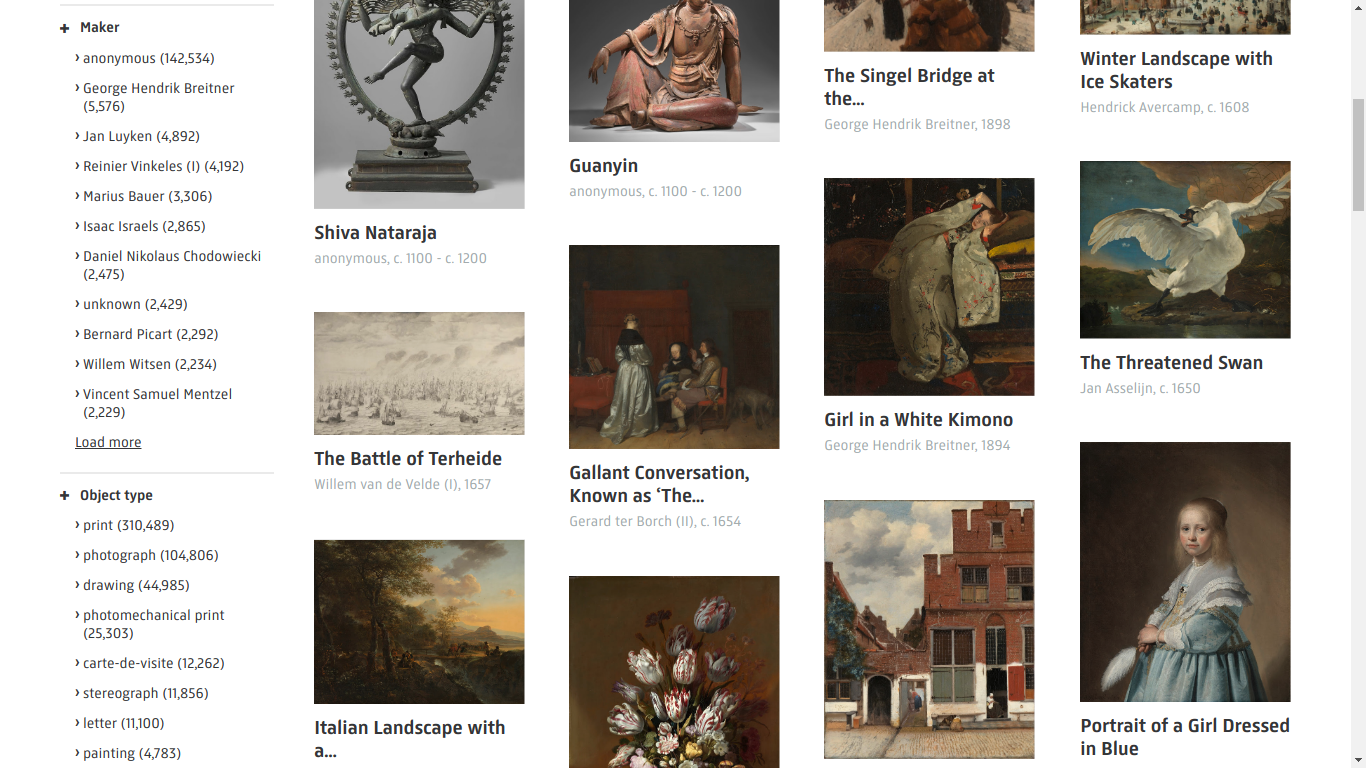 Maker
› anonymous (142,534)
› George Hendrik Breitner
(5,576)
› Jan Luyken (4,892)
› Reinier Vinkeles (I) (4,192)
› Marius Bauer (3,306)
› Isaac Israels (2,865)
› Daniel Nikolaus Chodowiecki
(2,475)
› unknown (2,429)
› Bernard Picart (2,292)
› Willem Witsen (2,234)
› Vincent Samuel Mentzel
(2,229)
Load more
Object type
› print (310,489)
› photograph (104,806)
› drawing (44,985)
› photomechanical print
(25,303)
› carte-de-visite (12,262)
› stereograph (11,856)
› letter (11,100)
› painting (4,783)
Shiva Nataraja
anonymous, c. 1100 - c. 1200
The Battle of Terheide
Willem van de Velde (I), 1657
Italian Landscape with
a...
Guanyin
anonymous, c. 1100 - c. 1200
Gallant Conversation,
Known as ‘The...
Gerard ter Borch (II), c. 1654
The Singel Bridge at
the...
George Hendrik Breitner, 1898
Girl in a White Kimono
George Hendrik Breitner, 1894
Winter Landscape with
Ice Skaters
Hendrick Avercamp, c. 1608
The Threatened Swan
Jan Asselijn, c. 1650
Portrait of a Girl Dressed
in Blue